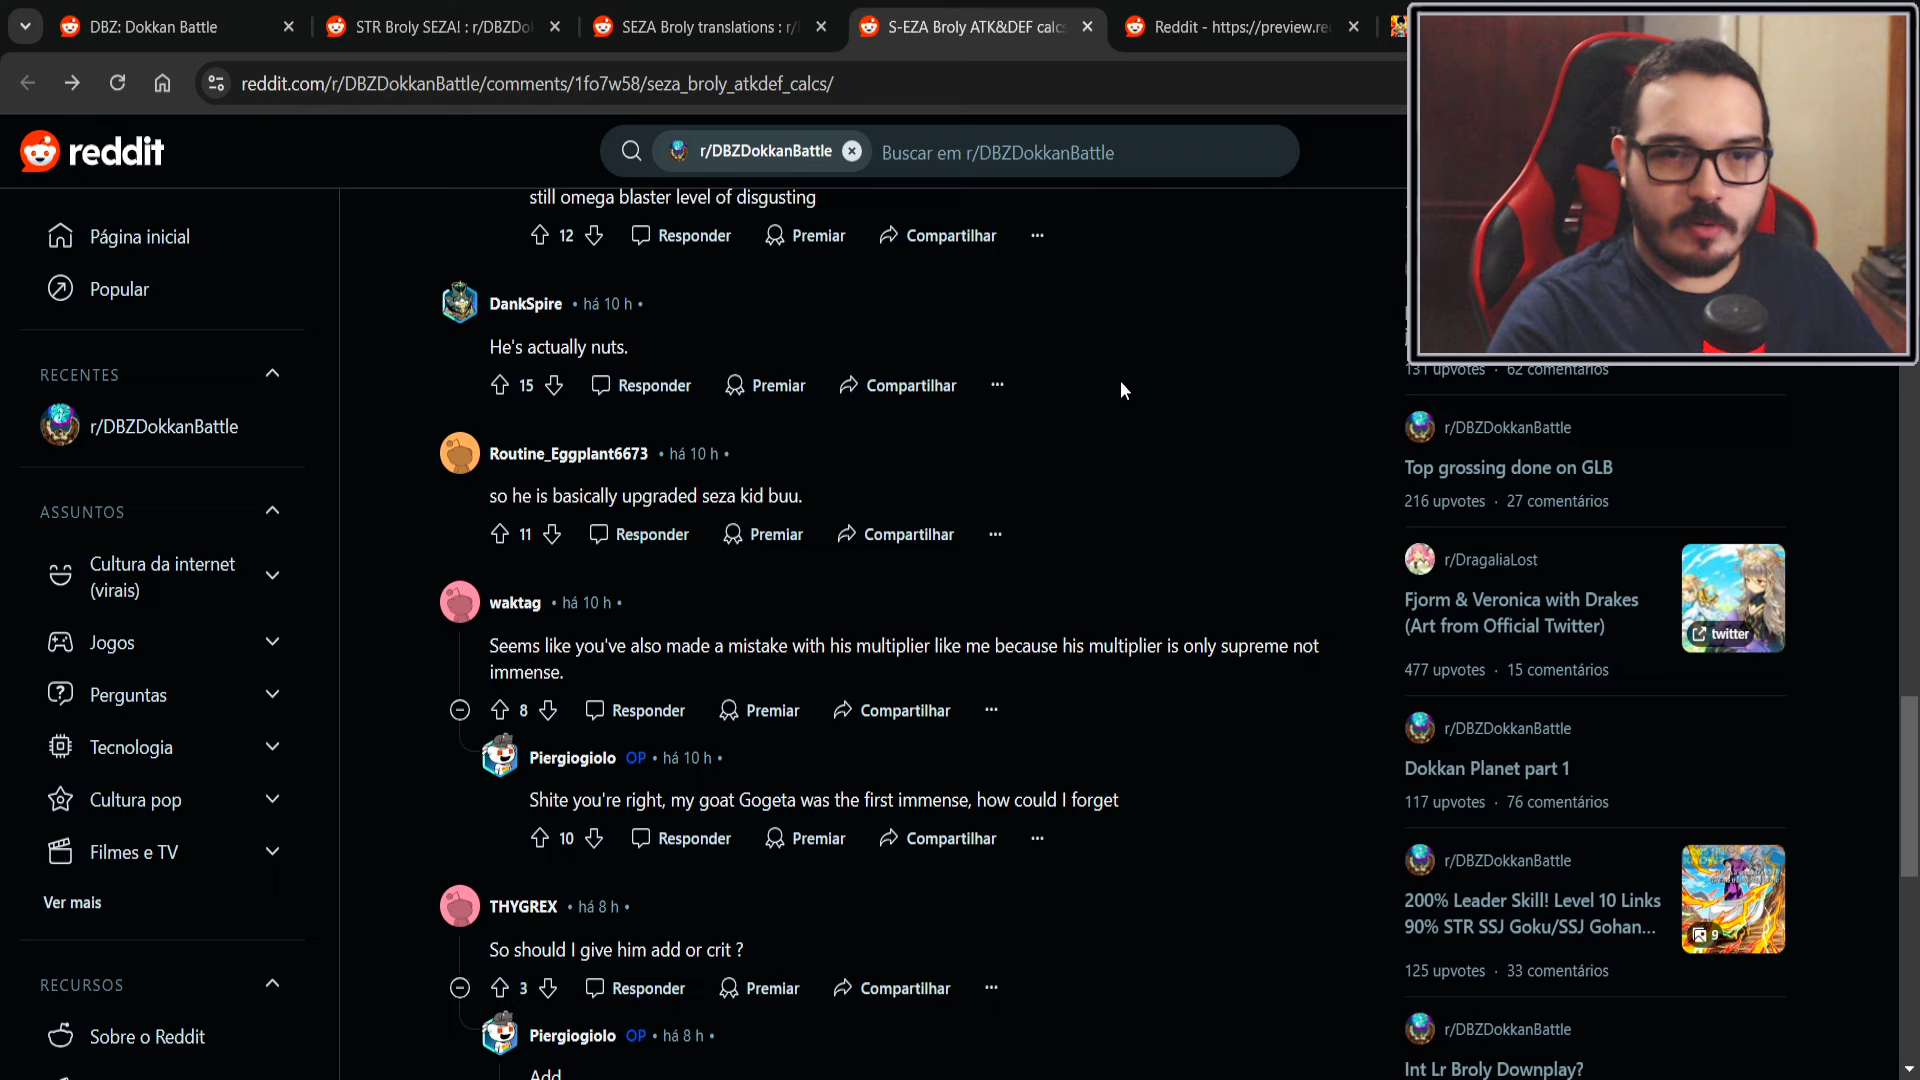 DBZ: Dokkan Battle
STR Broly SEZA! : r/DBZDo
SEZA Broly translations : r/
S-EZA Broly ATK&DEF calc
Reddit - https://preview.re
reddit.com/r/DBZDokkanBattle/comments/1fo7w58/seza_broly_atkdef_calcs/
reddit
r/DBZDokkanBattle
Buscar em r/DBZDokkanBattle
Página inicial
Popular
RECENTES
r/DBZDokkanBattle
ASSUNTOS
Cultura da internet
(virais)
Jogos
Perguntas
Tecnologia
Cultura pop
Filmes e TV
Ver mais
RECURSOS
Sobre o Reddit
still omega blaster level of disgusting
12 Responder Premiar Compartilhar ...
DankSpire • há 10 h •
He's actually nuts.
15 Responder Premiar Compartilhar ...
Routine_Eggplant6673 • há 10 h •
so he is basically upgraded seza kid buu.
11 Responder Premiar Compartilhar ...
waktag • há 10 h •
Seems like you've also made a mistake with his multiplier like me because his multiplier is only supreme not
immense.
8 Responder Premiar Compartilhar ...
Piergiogiolo OP • há 10 h •
Shite you're right, my goat Gogeta was the first immense, how could I forget
10 Responder Premiar Compartilhar ...
THYGREX • há 8 h •
So should I give him add or crit ?
3 Responder Premiar Compartilhar ...
Piergiogiolo OP • há 8 h •
Add
131 upvotes · 62 comentários
r/DBZDokkanBattle
Top grossing done on GLB
216 upvotes · 27 comentários
r/DragaliaLost
Fjorm & Veronica with Drakes
(Art from Official Twitter)
twitter
477 upvotes · 15 comentários
r/DBZDokkanBattle
Dokkan Planet part 1
117 upvotes · 76 comentários
r/DBZDokkanBattle
200% Leader Skill! Level 10 Links
90% STR SSJ Goku/SSJ Gohan...
9
125 upvotes · 33 comentários
r/DBZDokkanBattle
Int Lr Broly Downplay?